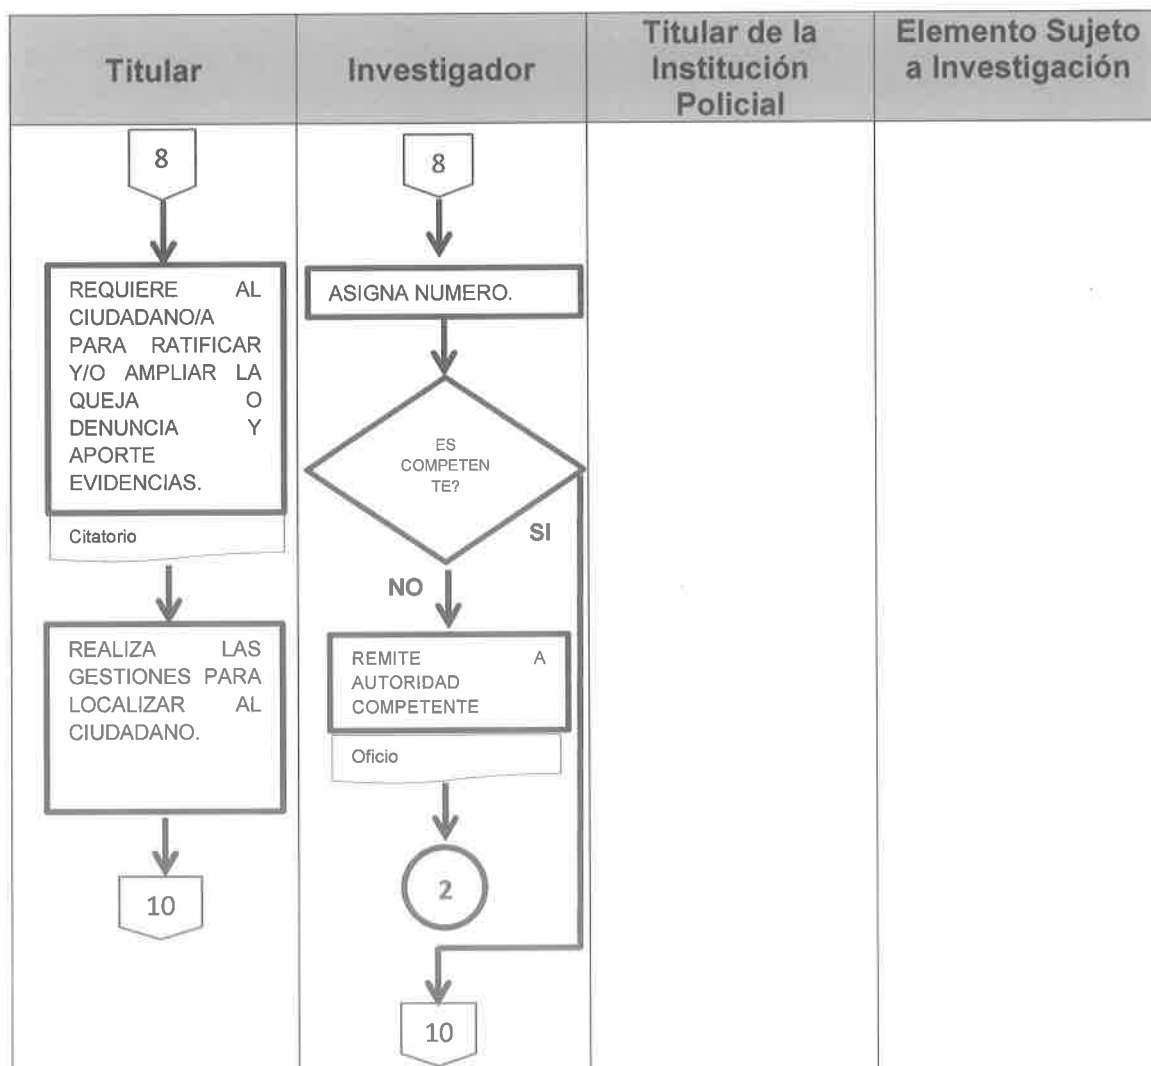 Titular
Investigador
Titular de la
Institución
Policial
Elemento Sujeto
a Investigación
8
REQUIERE AL
CIUDADANO/A
PARA RATIFICAR
Y/O AMPLIAR LA
QUEJA O
DENUNCIA Y
APORTE
EVIDENCIAS.
Citatorio
REALIZA LAS
GESTIONES PARA
LOCALIZAR AL
CIUDADANO.
10
8
ASIGNA NUMERO.
ES
COMPETEN
TE?
SI
NO
REMITE A
AUTORIDAD
COMPETENTE
Oficio
2
10